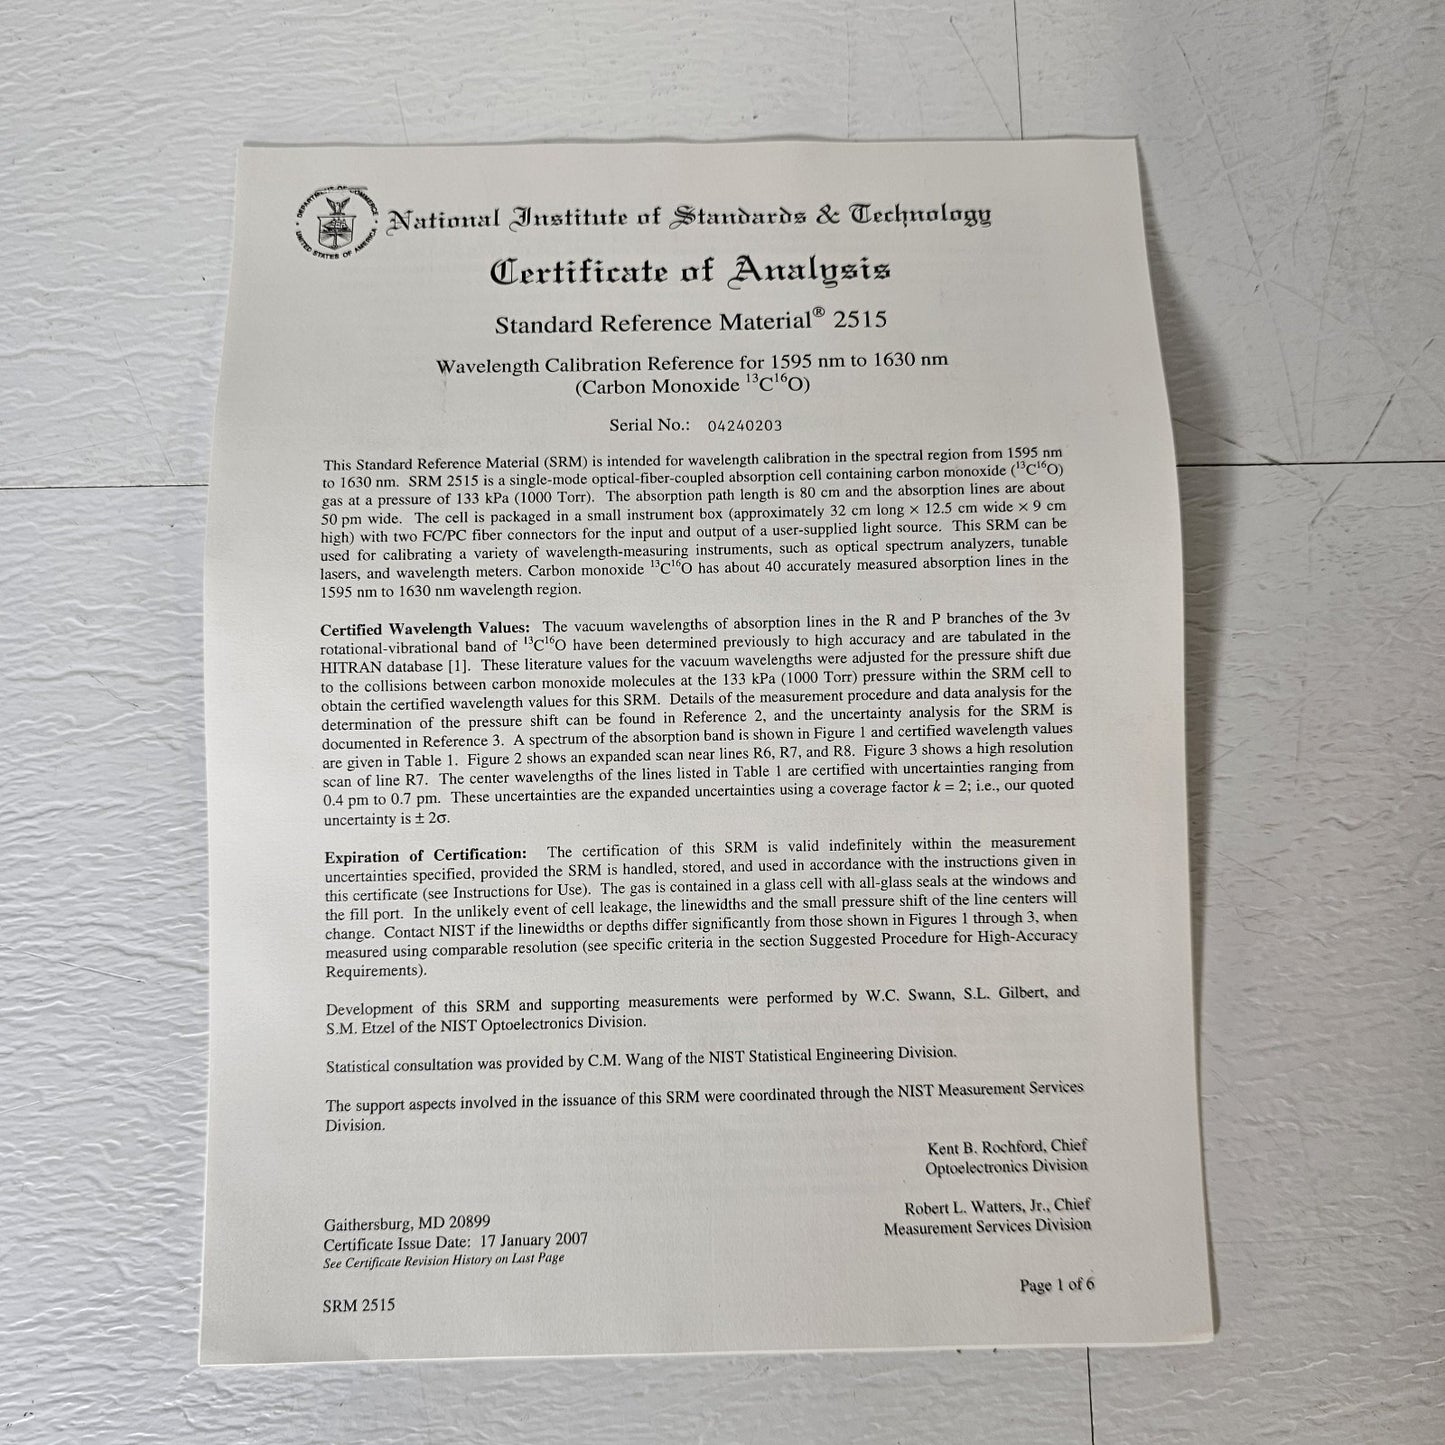 DEPARTMENT OF COMMERCE
UNITED STATES OF AMERICA
National Institute of Standards & Technology
Certificate of Analysis
Standard Reference Material® 2515
Wavelength Calibration Reference for 1595 nm to 1630 nm
(Carbon Monoxide ¹³C¹⁶O)
Serial No.: 04240203
This Standard Reference Material (SRM) is intended for wavelength calibration in the spectral region from 1595 nm
to 1630 nm. SRM 2515 is a single-mode optical-fiber-coupled absorption cell containing carbon monoxide (¹³C¹⁶O)
gas at a pressure of 133 kPa (1000 Torr). The absorption path length is 80 cm and the absorption lines are about
50 pm wide. The cell is packaged in a small instrument box (approximately 32 cm long × 12.5 cm wide × 9 cm
high) with two FC/PC fiber connectors for the input and output of a user-supplied light source. This SRM can be
used for calibrating a variety of wavelength-measuring instruments, such as optical spectrum analyzers, tunable
lasers, and wavelength meters. Carbon monoxide ¹³C¹⁶O has about 40 accurately measured absorption lines in the
1595 nm to 1630 nm wavelength region.
Certified Wavelength Values: The vacuum wavelengths of absorption lines in the R and P branches of the 3ν
rotational-vibrational band of ¹³C¹⁶O have been determined previously to high accuracy and are tabulated in the
HITRAN database [1]. These literature values for the vacuum wavelengths were adjusted for the pressure shift due
to the collisions between carbon monoxide molecules at the 133 kPa (1000 Torr) pressure within the SRM cell to
obtain the certified wavelength values for this SRM. Details of the measurement procedure and data analysis for the
determination of the pressure shift can be found in Reference 2, and the uncertainty analysis for the SRM is
documented in Reference 3. A spectrum of the absorption band is shown in Figure 1 and certified wavelength values
are given in Table 1. Figure 2 shows an expanded scan near lines R6, R7, and R8. Figure 3 shows a high resolution
scan of line R7. The center wavelengths of the lines listed in Table 1 are certified with uncertainties ranging from
0.4 pm to 0.7 pm. These uncertainties are the expanded uncertainties using a coverage factor k = 2; i.e., our quoted
uncertainty is ± 2σ.
Expiration of Certification: The certification of this SRM is valid indefinitely within the measurement
uncertainties specified, provided the SRM is handled, stored, and used in accordance with the instructions given in
this certificate (see Instructions for Use). The gas is contained in a glass cell with all-glass seals at the windows and
the fill port. In the unlikely event of cell leakage, the linewidths and the small pressure shift of the line centers will
change. Contact NIST if the linewidths or depths differ significantly from those shown in Figures 1 through 3, when
measured using comparable resolution (see specific criteria in the section Suggested Procedure for High-Accuracy
Requirements).
Development of this SRM and supporting measurements were performed by W.C. Swann, S.L. Gilbert, and
S.M. Etzel of the NIST Optoelectronics Division.
Statistical consultation was provided by C.M. Wang of the NIST Statistical Engineering Division.
The support aspects involved in the issuance of this SRM were coordinated through the NIST Measurement Services
Division.
Kent B. Rochford, Chief
Optoelectronics Division
Robert L. Watters, Jr., Chief
Measurement Services Division
Gaithersburg, MD 20899
Certificate Issue Date: 17 January 2007
See Certificate Revision History on Last Page
Page 1 of 6
SRM 2515